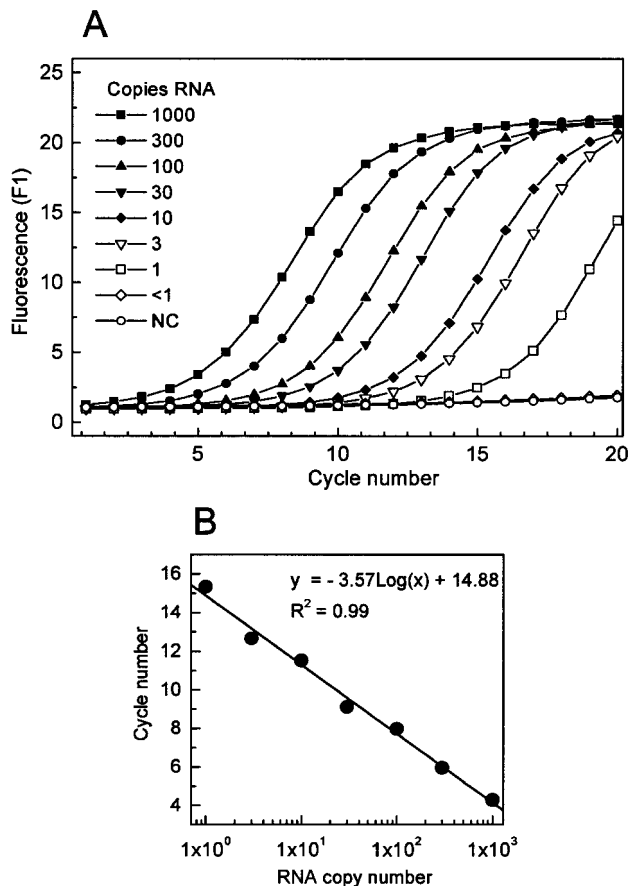 A
25
20
15
10
5
0
Fluorescence (F1)
Copies RNA
1000
300
100
30
10
3
1
<1
NC
5
10
15
20
Cycle number
B
16
14
12
10
8
6
4
Cycle number
y = - 3.57Log(x) + 14.88
R² = 0.99
1x10⁰
1x10¹
1x10²
1x10³
RNA copy number